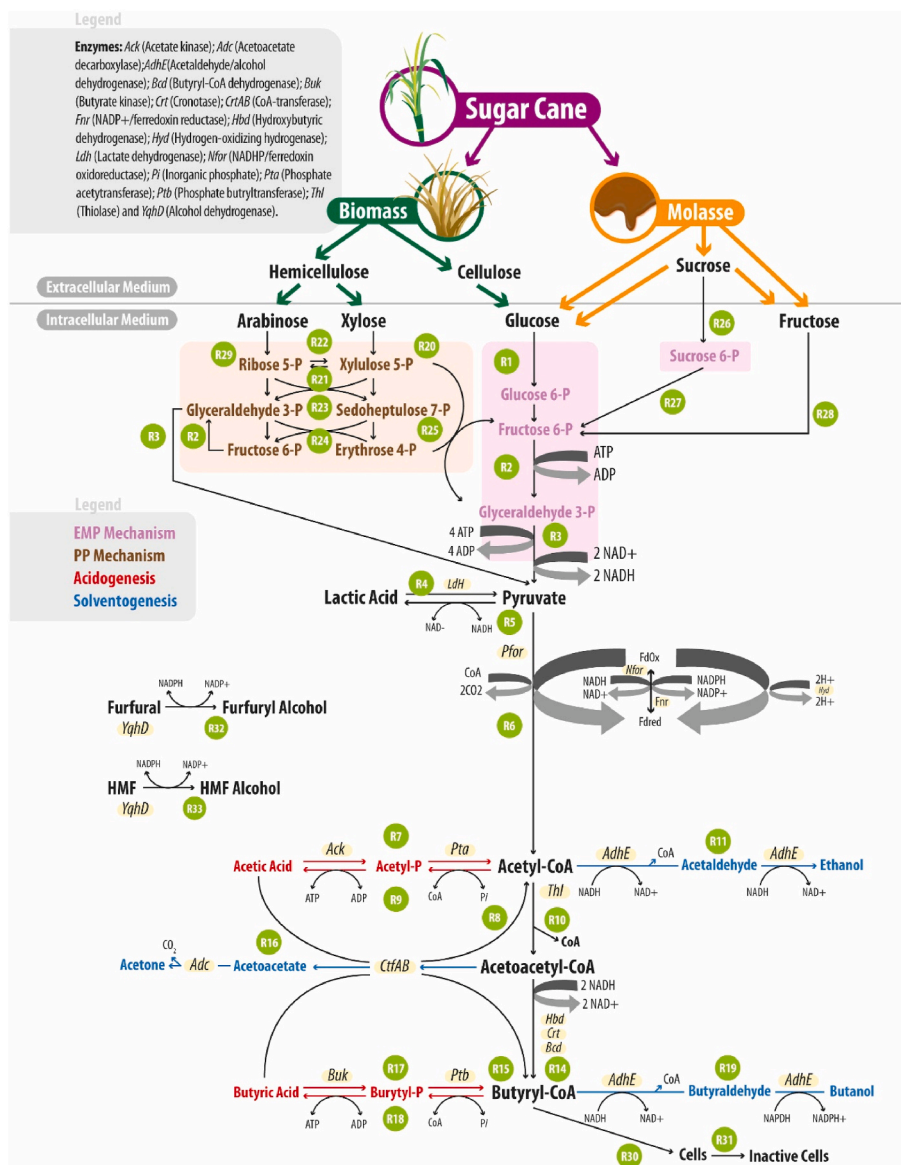 Legend
Enzymes: Ack (Acetate kinase); Adc (Acetoacetate
decarboxylase);AdhE(Acetaldehyde/alcohol
dehydrogenase); Bcd (Butyryl-CoA dehydrogenase); Buk
(Butyrate kinase); Crt (Cronotase); CrtAB (CoA-transferase);
Fnr (NADP+/ferredoxin reductase); Hbd (Hydroxybutyric
dehydrogenase); Hyd (Hydrogen-oxidizing hydrogenase);
Ldh (Lactate dehydrogenase); Nfor (NADHP/ferredoxin
oxidoreductase); Pi (Inorganic phosphate); Pta (Phosphate
acetytransferase); Ptb (Phosphate butryltransferase); Thl
(Thiolase) and YqhD (Alcohol dehydrogenase).
Sugar Cane
Biomass
Molasse
Hemicellulose
Cellulose
Sucrose
Extracellular Medium
Intracellular Medium
Arabinose
Xylose
Glucose
Fructose
R29
Ribose 5-P
R22
R21
Xylulose 5-P
R20
R1
R26
Sucrose 6-P
Glucose 6-P
R27
R3
R2
Glyceraldehyde 3-P
R23
Sedoheptulose 7-P
R25
Fructose 6-P
R28
Fructose 6-P
R24
Erythrose 4-P
R2
ATP
ADP
Glyceraldehyde 3-P
4 ATP
4 ADP
R3
2 NAD+
2 NADH
Legend
EMP Mechanism
PP Mechanism
Acidogenesis
Solventogenesis
Lactic Acid
R4
LdH
Pyruvate
NAD-
NADH
R5
Pfor
CoA
2CO2
R6
FdOx
Nfor
NADH
NAD+
NADPH
NADP+
Fnr
Fdred
2H+
Hyd
2H+
NADPH
NADP+
Furfural
Furfuryl Alcohol
YqhD
R32
NADPH
NADP+
HMF
HMF Alcohol
YqhD
R33
Acetic Acid
Ack
R7
Acetyl-P
Pta
Acetyl-CoA
AdhE
CoA
R11
Acetaldehyde
AdhE
Ethanol
ATP
ADP
R9
CoA
Pi
Thl
NADH
NAD+
NADH
NAD+
R8
R10
CoA
CO2
R16
Acetone
Adc
Acetoacetate
CtfAB
Acetoacetyl-CoA
2 NADH
2 NAD+
Hbd
Crt
Bcd
Butyric Acid
Buk
R17
Burytyl-P
Ptb
R15
R14
Butyryl-CoA
AdhE
CoA
R19
Butyraldehyde
AdhE
Butanol
ATP
ADP
R18
CoA
Pi
NADH
NAD+
NAPDH
NADPH+
R30
Cells
R31
Inactive Cells